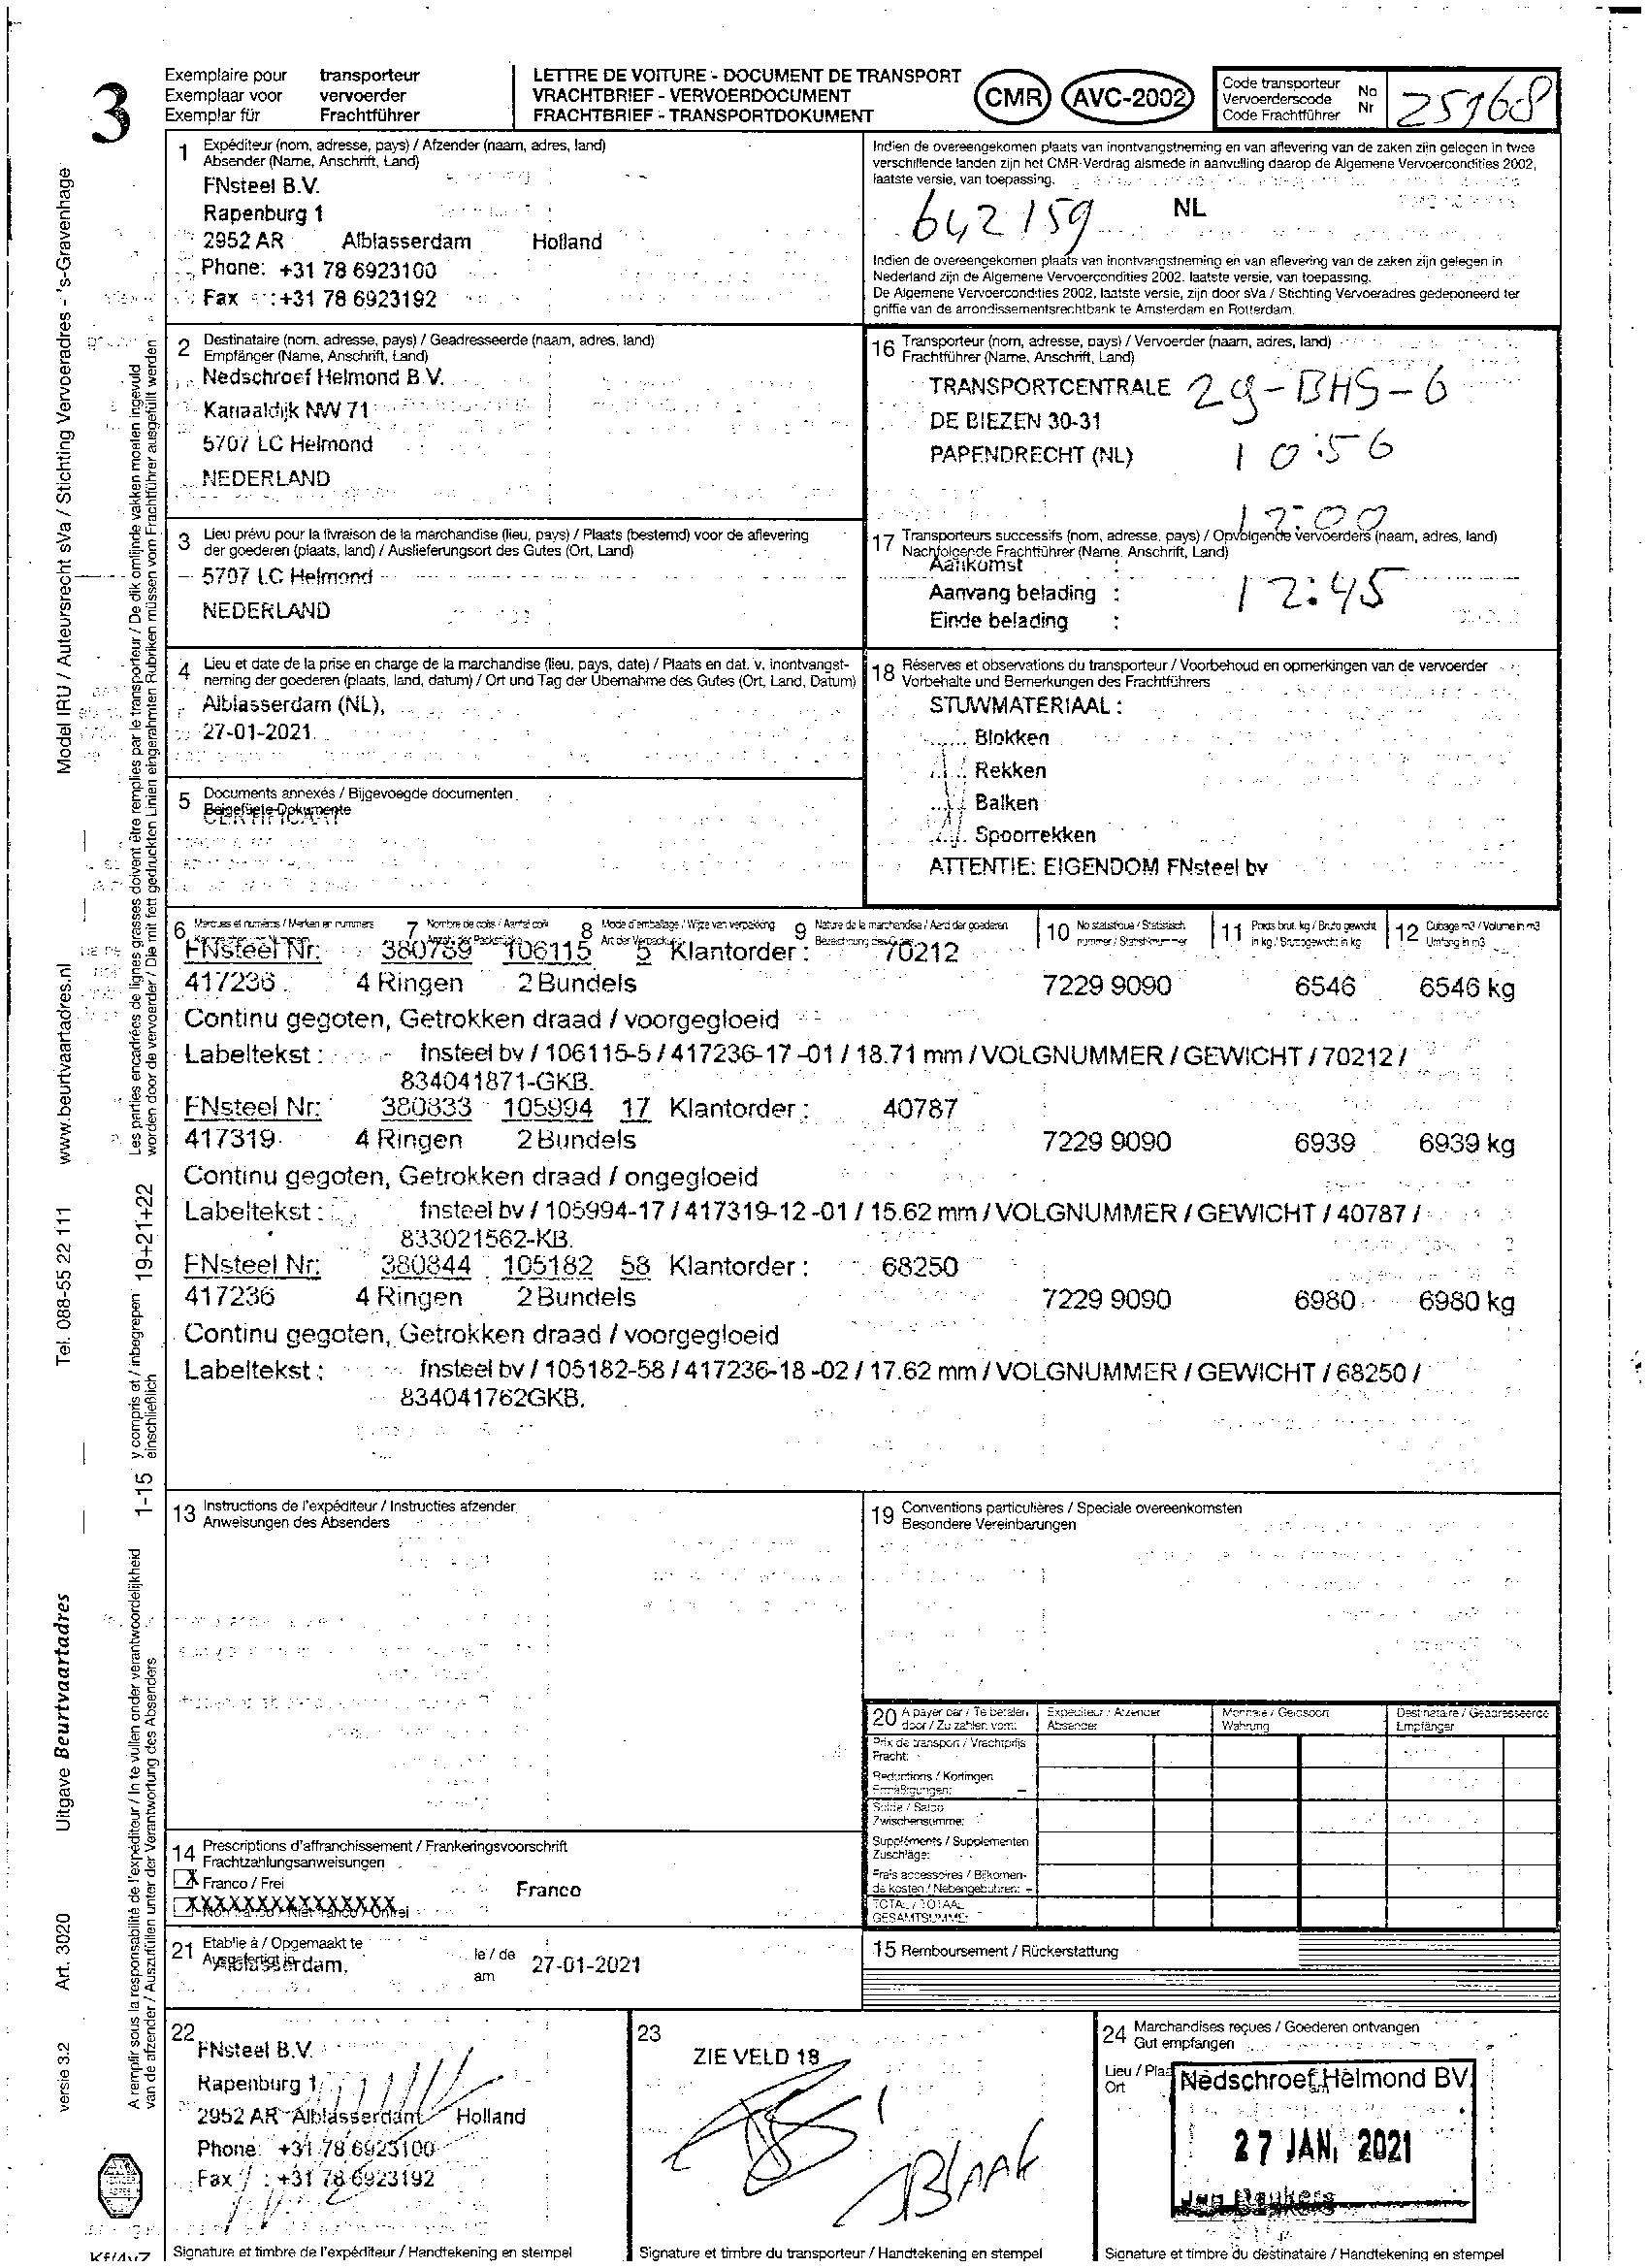 3
Exemplaire pour transporteur
Exemplaar voor vervoerder
Exemplar für Frachtführer
LETTRE DE VOITURE - DOCUMENT DE TRANSPORT
VRACHTBRIEF - VERVOERDOCUMENT
FRACHTBRIEF - TRANSPORTDOKUMENT
CMR AVC-2002
Code transporteur
Vervoerderscode
Code Frachtführer
No
Nr
25168
1 Expéditeur (nom, adresse, pays) / Afzender (naam, adres, land)
Absender (Name, Anschrift, Land)
FNsteel B.V.
Rapenburg 1
2952 AR Alblasserdam Holland
Phone: +31 78 6923100
Fax : +31 78 6923192
Indien de overeengekomen plaats van inontvangstneming en van aflevering van de zaken zijn gelegen in twee
verschillende landen zijn het CMR-Verdrag alsmede in aanvulling daarop de Algemene Vervoercondities 2002,
laatste versie, van toepassing.
642159 NL
Indien de overeengekomen plaats van inontvangstneming en van aflevering van de zaken zijn gelegen in
Nederland zijn de Algemene Vervoercondities 2002, laatste versie, van toepassing.
De Algemene Vervoercondities 2002, laatste versie, zijn door sVa / Stichting Vervoeradres gedeponeerd ter
griffie van de arrondissementsrechtbank te Amsterdam en Rotterdam.
2 Destinataire (nom, adresse, pays) / Geadresseerde (naam, adres, land)
Empfänger (Name, Anschrift, Land)
Nedschroef Helmond B.V.
Kanaaldijk NW 71
5707 LC Helmond
NEDERLAND
16 Transporteur (nom, adresse, pays) / Vervoerder (naam, adres, land)
Frachtführer (Name, Anschrift, Land)
TRANSPORTCENTRALE 29-BHS-6
DE BIEZEN 30-31
PAPENDRECHT (NL) 10:56
12:00
3 Lieu prévu pour la livraison de la marchandise (lieu, pays) / Plaats (bestemd) voor de aflevering
der goederen (plaats, land) / Auslieferungsort des Gutes (Ort, Land)
5707 LC Helmond
NEDERLAND
17 Transporteurs successifs (nom, adresse, pays) / Opvolgende vervoerders (naam, adres, land)
Nachfolgende Frachtführer (Name, Anschrift, Land)
Aankomst :
Aanvang belading : 12:45
Einde belading :
4 Lieu et date de la prise en charge de la marchandise (lieu, pays, date) / Plaats en dat. v. inontvangst-
neming der goederen (plaats, land, datum) / Ort und Tag der Übernahme des Gutes (Ort, Land, Datum)
Alblasserdam (NL),
27-01-2021
18 Réserves et observations du transporteur / Voorbehoud en opmerkingen van de vervoerder
Vorbehalte und Bemerkungen des Frachtführers
STUWMATERIAAL :
Blokken
Rekken
Balken
Spoorrekken
ATTENTIE: EIGENDOM FNsteel bv
5 Documents annexés / Bijgevoegde documenten
Beigefügte Dokumente
CERTIFICAAT
6 Marques et numéros / Merken en nummers
7 Nombre de colis / Aantal colli
8 Mode d'emballage / Wijze van verpakking
Art der Verpackung
9 Nature de la marchandise / Aard der goederen
10 No statistique / Statistisch
nummer / Statistiknummer
11 Poids brut, kg / Bruto gewicht
in kg / Bruttogewicht in kg
12 Cubage m3 / Volume in m3
Umfang in m3
FNsteel Nr: 380789 106115 5 Klantorder : 70212
417236 4 Ringen 2 Bundels 7229 9090 6546 6546 kg
Continu gegoten, Getrokken draad / voorgegloeid
Labeltekst : fnsteel bv / 106115-5 / 417236-17 -01 / 18.71 mm / VOLGNUMMER / GEWICHT / 70212 /
834041871-GKB.
FNsteel Nr: 380833 105994 17 Klantorder : 40787
417319 4 Ringen 2 Bundels 7229 9090 6939 6939 kg
Continu gegoten, Getrokken draad / ongegloeid
Labeltekst : fnsteel bv / 105994-17 / 417319-12 -01 / 15.62 mm / VOLGNUMMER / GEWICHT / 40787 /
833021562-KB.
FNsteel Nr: 380844 105182 58 Klantorder : 68250
417236 4 Ringen 2 Bundels 7229 9090 6980 6980 kg
Continu gegoten, Getrokken draad / voorgegloeid
Labeltekst : fnsteel bv / 105182-58 / 417236-18 -02 / 17.62 mm / VOLGNUMMER / GEWICHT / 68250 /
834041762GKB.
13 Instructions de l'expéditeur / Instructies afzender
Anweisungen des Absenders
19 Conventions particulières / Speciale overeenkomsten
Besondere Vereinbarungen
20 A payer par / Te betalen
door / Zu zahlen vom:
Expéditeur / Afzender
Absender
Monnaie / Geldsoort
Währung
Destinataire / Geadresseerde
Empfänger
Prix de transport / Vrachtprijs
Fracht:
Reductions / Kortingen
Ermäßigungen: -
Solde / Saldo
Zwischensumme:
Suppléments / Supplementen
Zuschläge:
Frais accessoires / Bijkomen-
de kosten / Nebengebühren: -
TOTAL / TOTAAL
GESAMTSUMME:
14 Prescriptions d'affranchissement / Frankeringsvoorschrift
Frachtzahlungsanweisungen
X Franco / Frei Franco
XXXXXXXXXXXXXX
Non franco / Niet franco / Unfrei
21 Etablie à / Opgemaakt te
Ausgefertigt in
Alblasserdam, le / de
am 27-01-2021
15 Remboursement / Rückerstattung
22
FNsteel B.V.
Rapenburg 1
2952 AR Alblasserdam Holland
Phone: +31 78 6923100
Fax : +31 78 6923192
Signature et timbre de l'expéditeur / Handtekening en stempel
23
ZIE VELD 18
BLAAK
Signature et timbre du transporteur / Handtekening en stempel
24 Marchandises reçues / Goederen ontvangen
Gut empfangen
Lieu / Plaa
Ort
Nedschroef Helmond BV
27 JAN. 2021
Signature et timbre du destinataire / Handtekening en stempel
Model IRU / Auteursrecht sVa / Stichting Vervoeradres - 's-Gravenhage
www.beurtvaartadres.nl
Tel. 088-55 22 111
Uitgave Beurtvaartadres
Art. 3020
versie 3.2
Les parties encadrées de lignes grasses doivent être remplies par le transporteur / De dik omlijnde vakken moeten ingevuld
worden door de vervoerder / Die mit fett gedruckten Linien eingerahmten Rubriken müssen vom Frachtführer ausgefüllt werden
1-15 y compris et / inbegrepen 19+21+22
einschließlich
A remplir sous la responsabilité de l'expéditeur / In te vullen onder verantwoordelijkheid
van de afzender / Auszufüllen unter der Verantwortung des Absenders